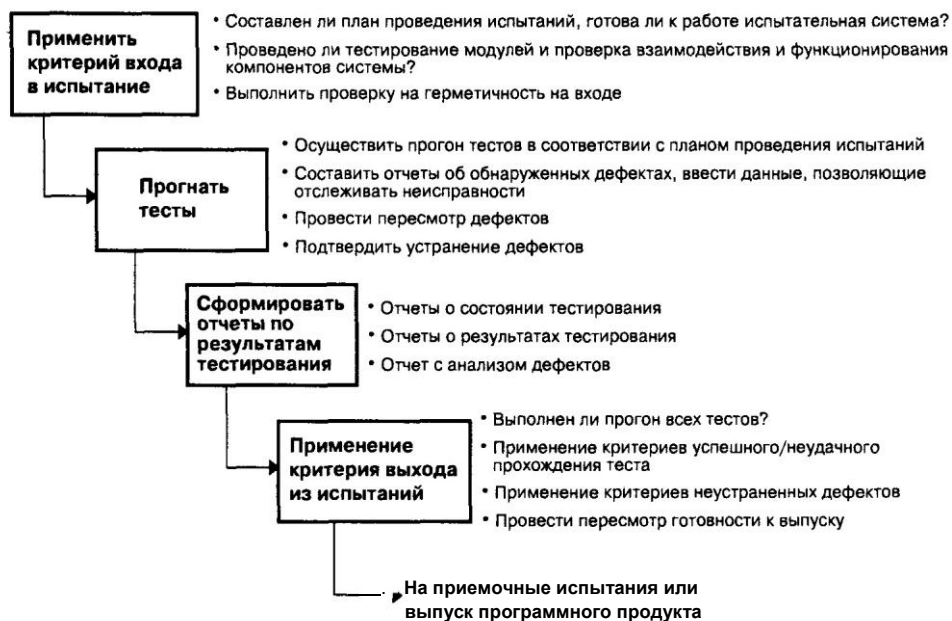 Применить
критерий входа
в испытание
• Составлен ли план проведения испытаний, готова ли к работе испытательная система?
• Проведено ли тестирование модулей и проверка взаимодействия и функционирования
компонентов системы?
• Выполнить проверку на герметичность на входе
Прогнать
тесты
• Осуществить прогон тестов в соответствии с планом проведения испытаний
• Составить отчеты об обнаруженных дефектах, ввести данные, позволяющие
отслеживать неисправности
• Провести пересмотр дефектов
• Подтвердить устранение дефектов
Сформировать
отчеты по
результатам
тестирования
• Отчеты о состоянии тестирования
• Отчеты о результатах тестирования
• Отчет с анализом дефектов
Применение
критерия выхода
из испытаний
• Выполнен ли прогон всех тестов?
• Применение критериев успешного/неудачного
прохождения теста
• Применение критериев неустраненных дефектов
• Провести пересмотр готовности к выпуску
На приемочные испытания или
выпуск программного продукта